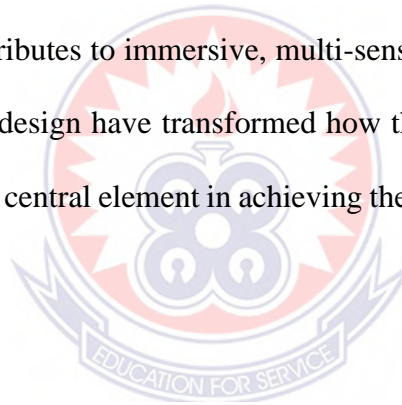 ributes to immersive, multi-sens
design have transformed how th
central element in achieving the
EDUCATION FOR SERVICE